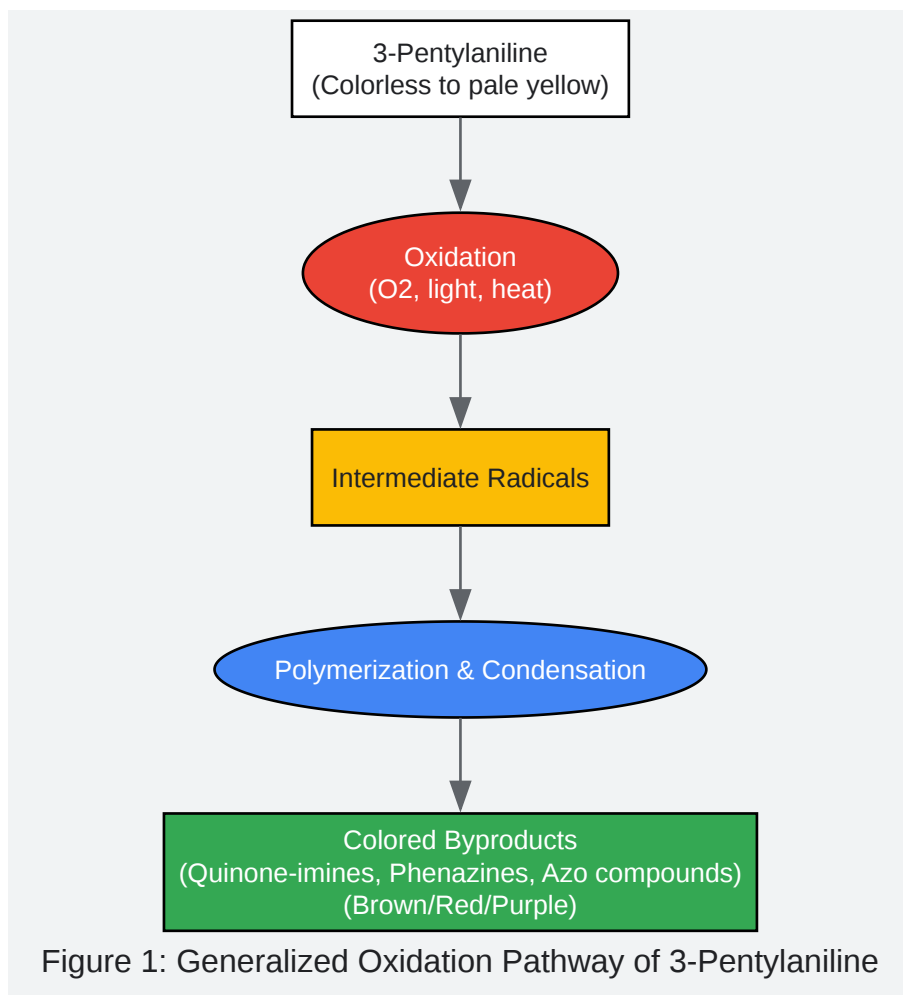 3-Pentylaniline
(Colorless to pale yellow)
Oxidation
(O2, light, heat)
Intermediate Radicals
Polymerization & Condensation
Colored Byproducts
(Quinone-imines, Phenazines, Azo compounds)
(Brown/Red/Purple)
Figure 1: Generalized Oxidation Pathway of 3-Pentylaniline